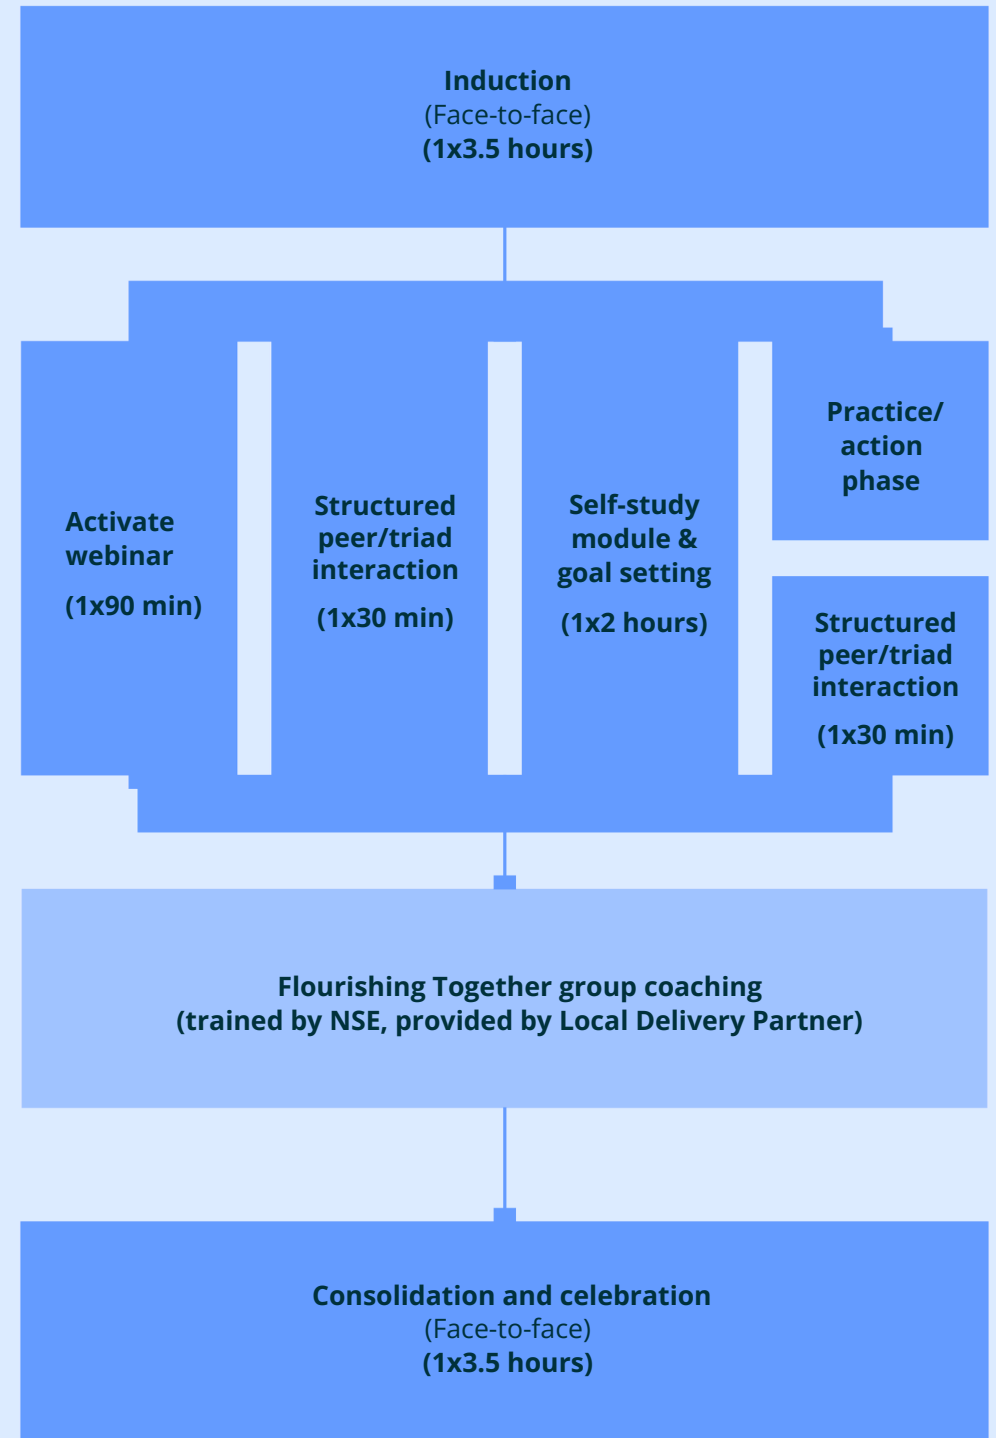 Induction
(Face-to-face)
(1x3.5 hours)
Activate
webinar
(1x90 min)
Structured
peer/triad
interaction
(1x30 min)
Self-study
module &
goal setting
(1x2 hours)
Practice/
action
phase
Structured
peer/triad
interaction
(1x30 min)
Flourishing Together group coaching
(trained by NSE, provided by Local Delivery Partner)
Consolidation and celebration
(Face-to-face)
(1x3.5 hours)